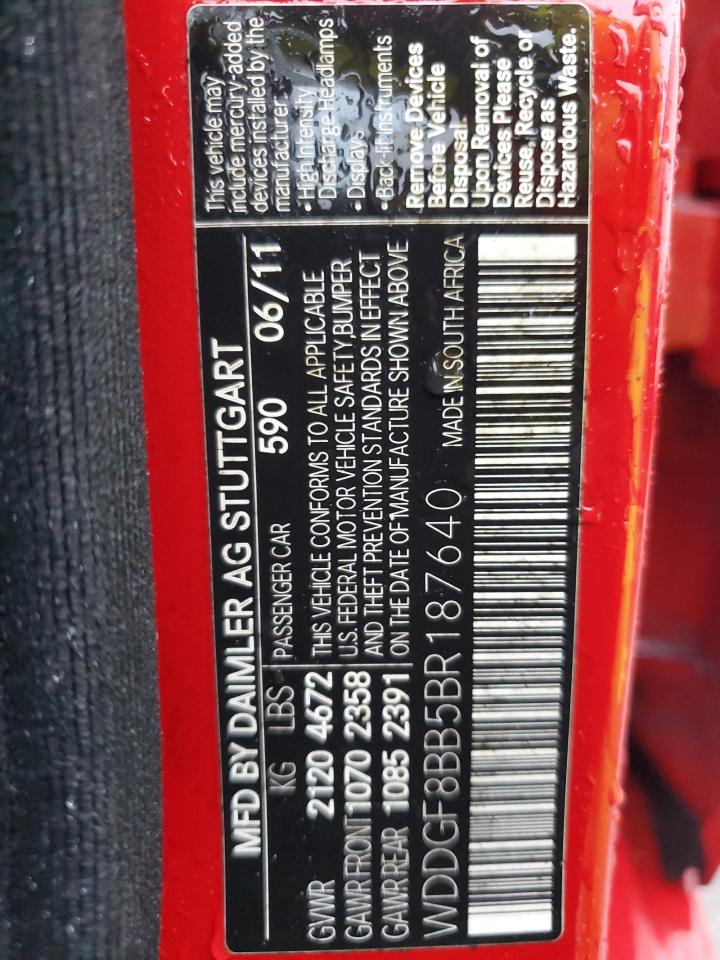 MFD BY DAIMLER AG STUTTGART
KG LBS PASSENGER CAR 590 06/11
GVWR 2120 4672
GAWR FRONT 1070 2358
GAWR REAR 1085 2391
THIS VEHICLE CONFORMS TO ALL APPLICABLE
U.S. FEDERAL MOTOR VEHICLE SAFETY,BUMPER
AND THEFT PREVENTION STANDARDS IN EFFECT
ON THE DATE OF MANUFACTURE SHOWN ABOVE
WDDGF8BB5BR187640 MADE IN SOUTH AFRICA
This vehicle may
include mercury-added
devices installed by the
manufacturer:
• High Intensity
Discharge Headlamps
• Displays
• Back-lit Instruments
Remove Devices
Before Vehicle
Disposal.
Upon Removal of
Devices Please
Reuse, Recycle or
Dispose as
Hazardous Waste.